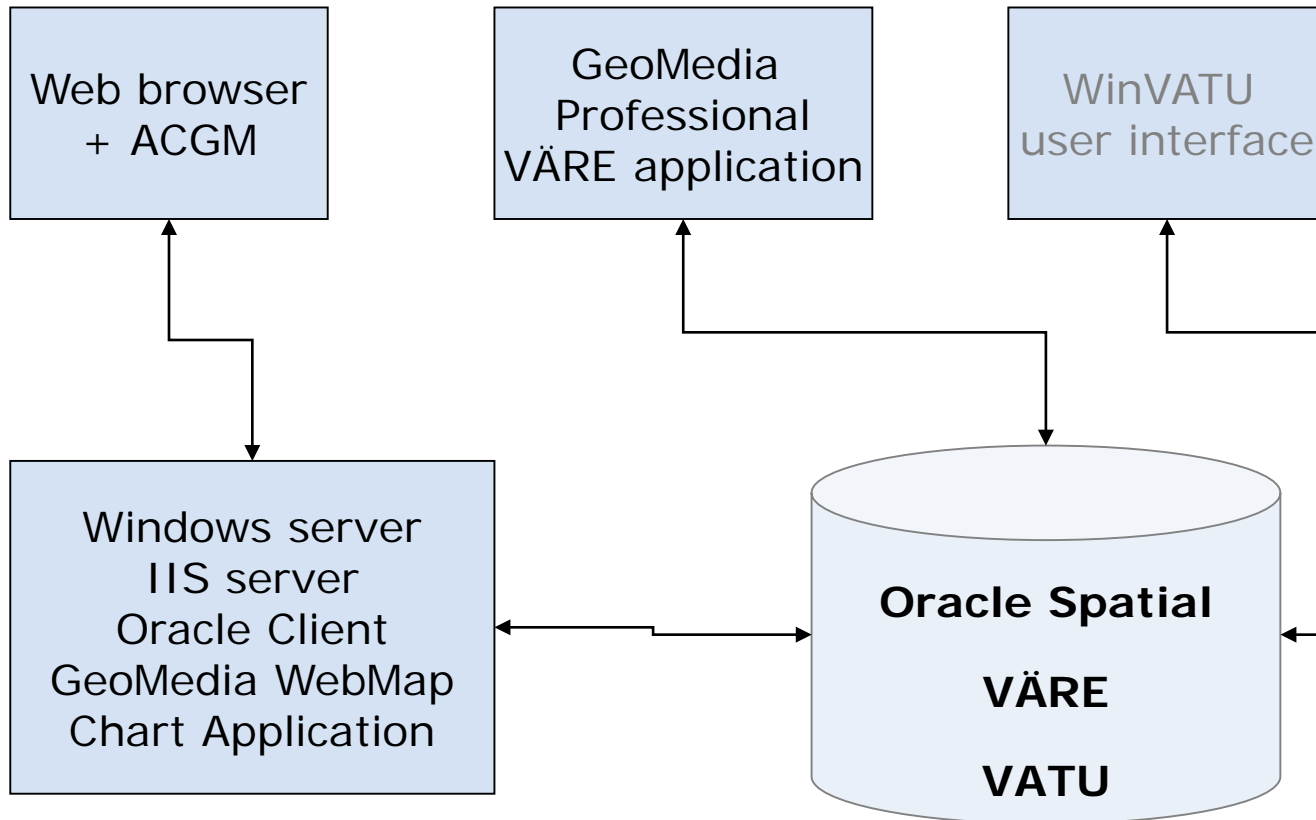 Web browser
+ ACGM
GeoMedia
Professional
VÄRE application
WinVATU
user interface
Windows server
IIS server
Oracle Client
GeoMedia WebMap
Chart Application
Oracle Spatial
VÄRE
VATU